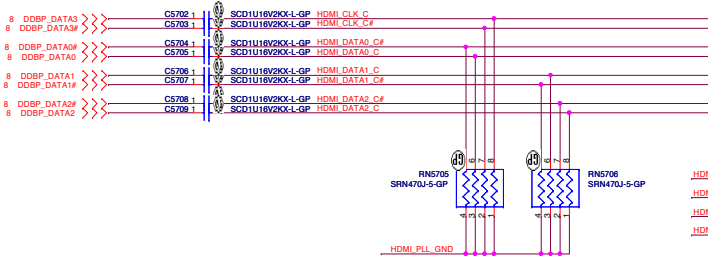 8 DDBP_DATA3 C5702 1 SCD1U16V2KX-L-GP HDMI_CLK_C
8 DDBP_DATA3# C5703 1 SCD1U16V2KX-L-GP HDMI_CLK_C#
8 DDBP_DATA0# C5704 1 SCD1U16V2KX-L-GP HDMI_DATA0_C#
8 DDBP_DATA0 C5705 1 SCD1U16V2KX-L-GP HDMI_DATA0_C
8 DDBP_DATA1 C5706 1 SCD1U16V2KX-L-GP HDMI_DATA1_C
8 DDBP_DATA1# C5707 1 SCD1U16V2KX-L-GP HDMI_DATA1_C#
8 DDBP_DATA2# C5708 1 SCD1U16V2KX-L-GP HDMI_DATA2_C#
8 DDBP_DATA2 C5709 1 SCD1U16V2KX-L-GP HDMI_DATA2_C
6 7 8
6 7 8
RN5705
SRN470J-5-GP
RN5706
SRN470J-5-GP
4 3 2 1
4 3 2 1
HDMI_PLL_GND